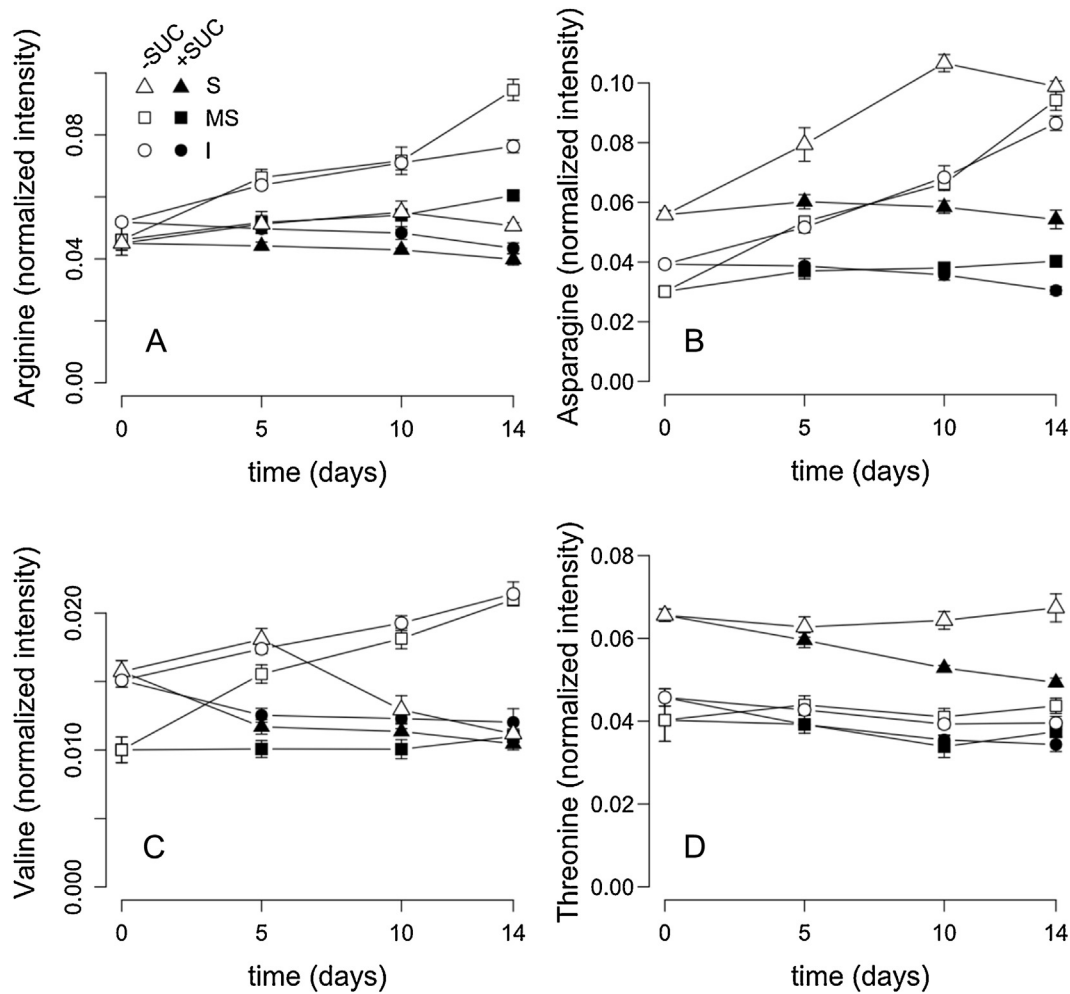 -SUC +SUC
S
MS
I
Arginine (normalized intensity)
0.08
0.04
0.00
A
0 5 10 14
time (days)
Asparagine (normalized intensity)
0.10
0.08
0.06
0.04
0.02
0.00
B
0 5 10 14
time (days)
Valine (normalized intensity)
0.020
0.010
0.000
C
0 5 10 14
time (days)
Threonine (normalized intensity)
0.08
0.06
0.04
0.02
0.00
D
0 5 10 14
time (days)